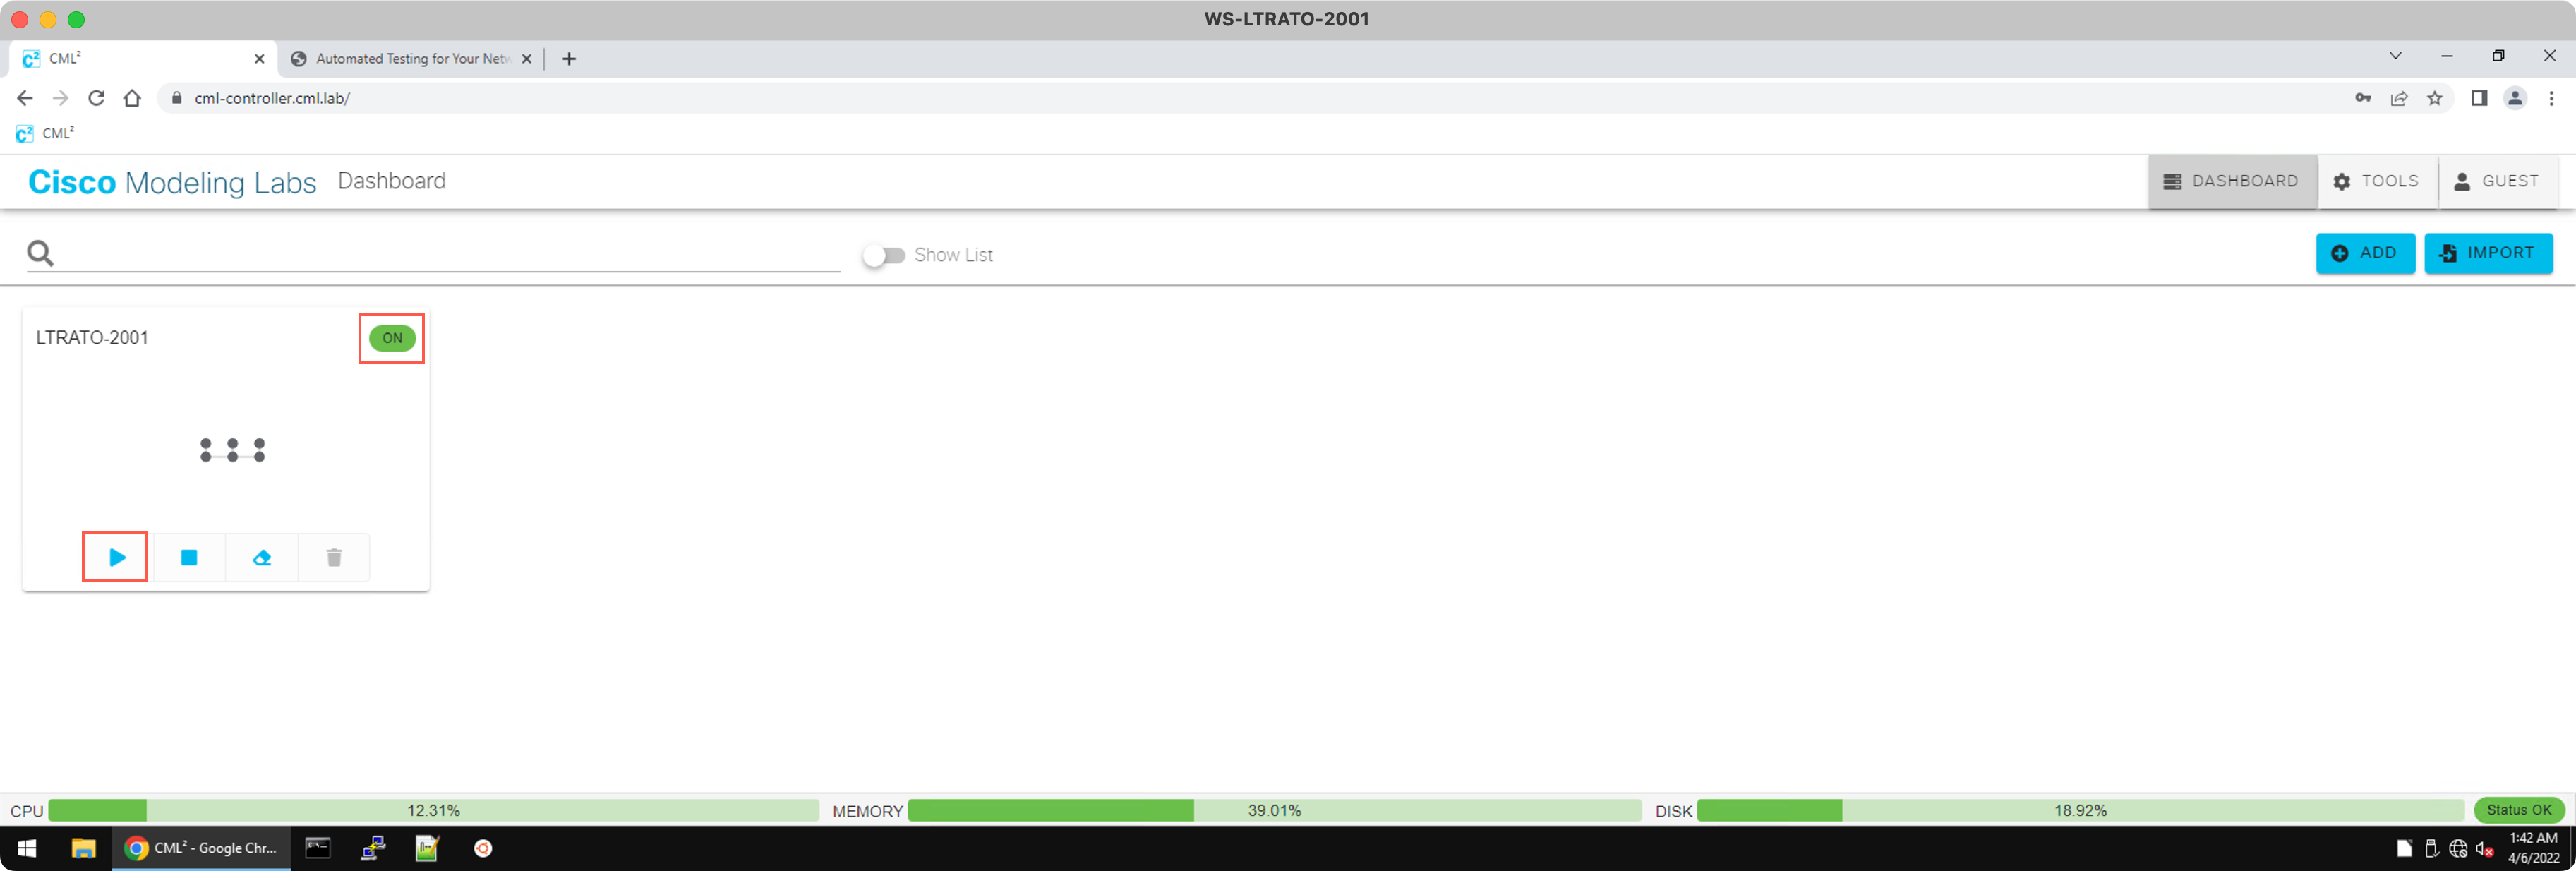 WS-LTRATO-2001
CML²
Automated Testing for Your Netw
cml-controller.cml.lab/
CML²
Cisco Modeling Labs Dashboard
DASHBOARD
TOOLS
GUEST
Show List
ADD
IMPORT
LTRATO-2001
ON
CPU 12.31% MEMORY 39.01% DISK 18.92% Status OK
CML² - Google Chr...
1:42 AM
4/6/2022